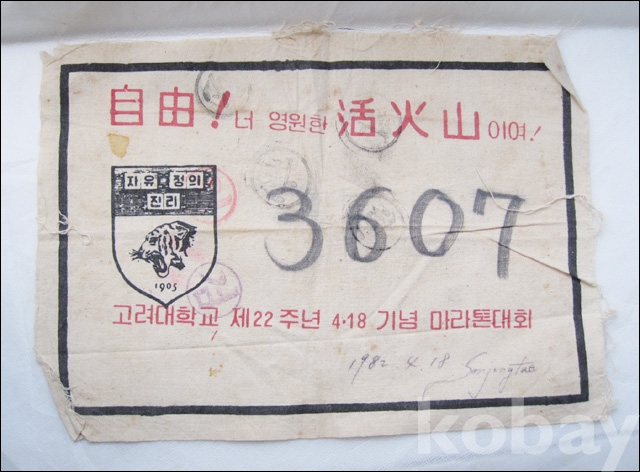 自由! 너 영원한 活火山이여!
자유 정의
진리
1905
3607
고려대학교 제22주년 4·18 기념 마라톤대회
1982. 4. 18
kobay